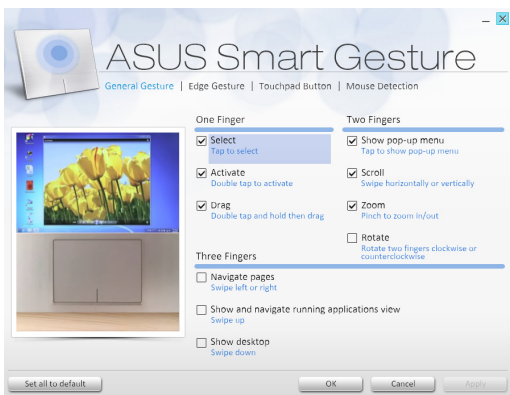 ASUS Smart Gesture
General Gesture | Edge Gesture | Touchpad Button | Mouse Detection
One Finger
Select
Tap to select
Activate
Double tap to activate
Drag
Double tap and hold then drag
Two Fingers
Show pop-up menu
Tap to show pop-up menu
Scroll
Swipe horizontally or vertically
Zoom
Pinch to zoom in/out
Rotate
Rotate two fingers clockwise or
counterclockwise
Three Fingers
Navigate pages
Swipe left or right
Show and navigate running applications view
Swipe up
Show desktop
Swipe down
Set all to default
OK
Cancel
Apply